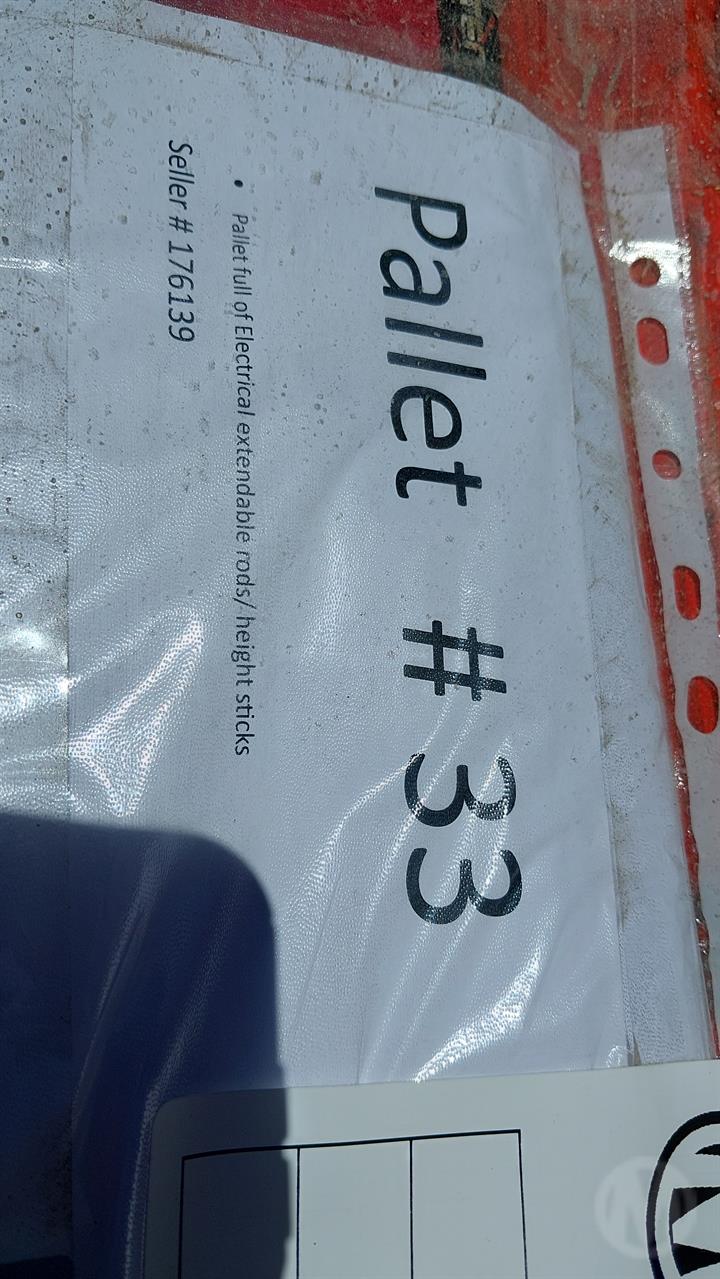 Pallet # 33
• Pallet full of Electrical extendable rods/ height sticks
Seller # 176139